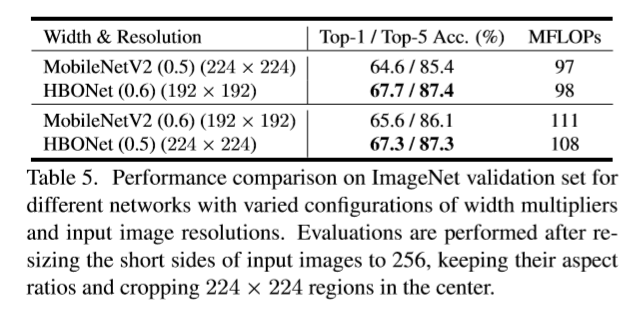 Width & Resolution Top-1 / Top-5 Acc. (%) MFLOPs
MobileNetV2 (0.5) (224 × 224) 64.6 / 85.4 97
HBONet (0.6) (192 × 192) 67.7 / 87.4 98
MobileNetV2 (0.6) (192 × 192) 65.6 / 86.1 111
HBONet (0.5) (224 × 224) 67.3 / 87.3 108
Table 5. Performance comparison on ImageNet validation set for
different networks with varied configurations of width multipliers
and input image resolutions. Evaluations are performed after re-
sizing the short sides of input images to 256, keeping their aspect
ratios and cropping 224 × 224 regions in the center.